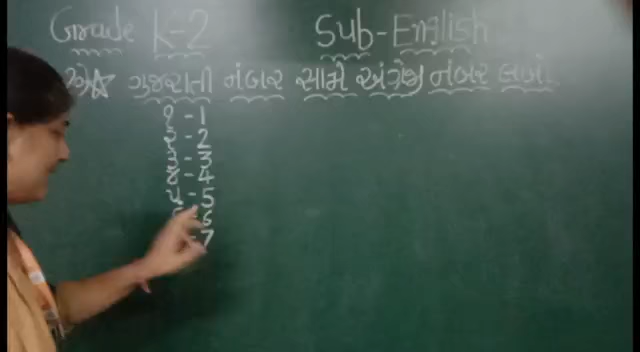 Grade K-2 Sub-English
ગુજરાતી નંબર સામે અંગ્રેજી નંબર લખો.
૧ - 1
૨ - 2
૩ - 3
૪ - 4
૫ - 5
- 6
- 7